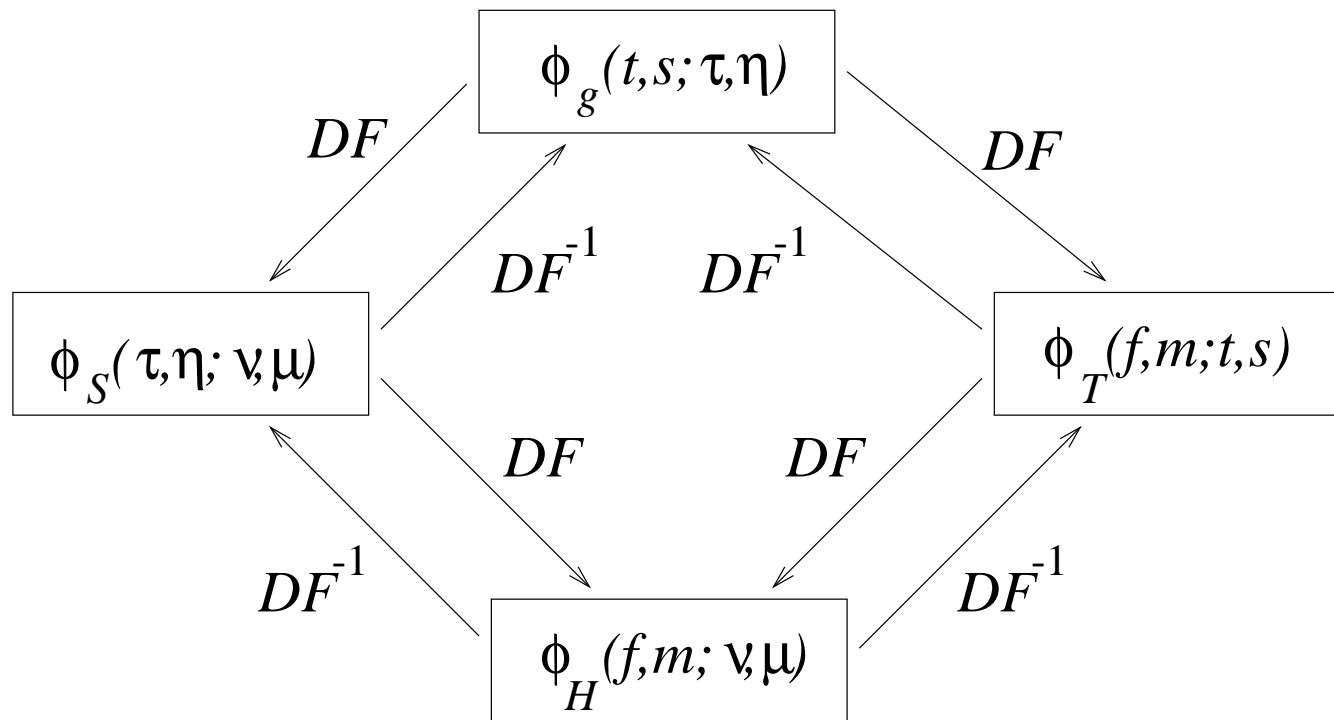 ϕ_g(t,s; τ,η)
DF
DF
DF^-1
DF^-1
ϕ_S(τ,η; ν,μ)
ϕ_T(f,m;t,s)
DF
DF
DF^-1
DF^-1
ϕ_H(f,m; ν,μ)